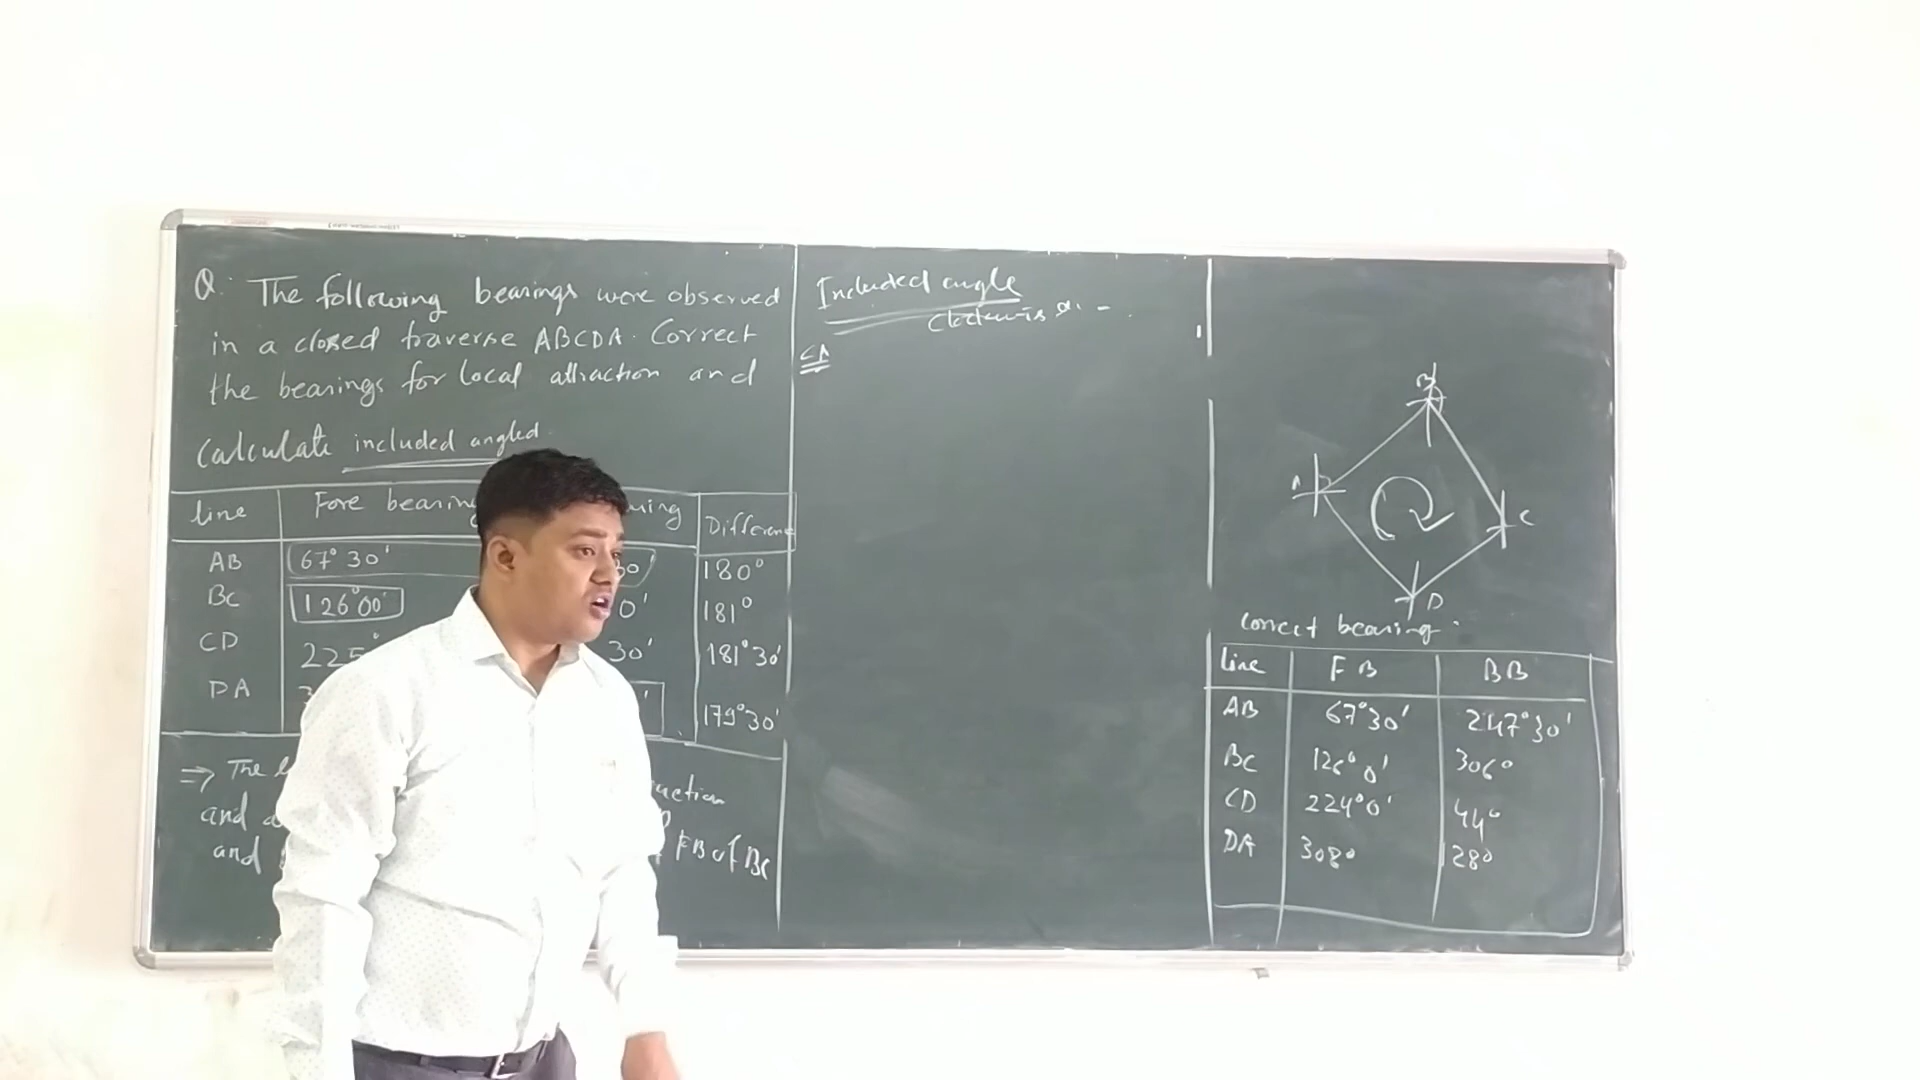 Q. The following bearings were observed
in a closed traverse ABCDA. Correct
the bearings for local attraction and
Calculate included angled.
line Fore bearing Difference
AB 67°30' 30' 180°
BC 126°00' 0' 181°
CD 225° 30' 181°30'
DA 179°30'
⇒ The
and
and FB of BC
Included angle
clockwise -
∠A
B
A
C
D
Correct bearing.
line FB BB
AB 67°30' 247°30'
BC 126°0' 306°
CD 224°0' 44°
DA 308° 128°